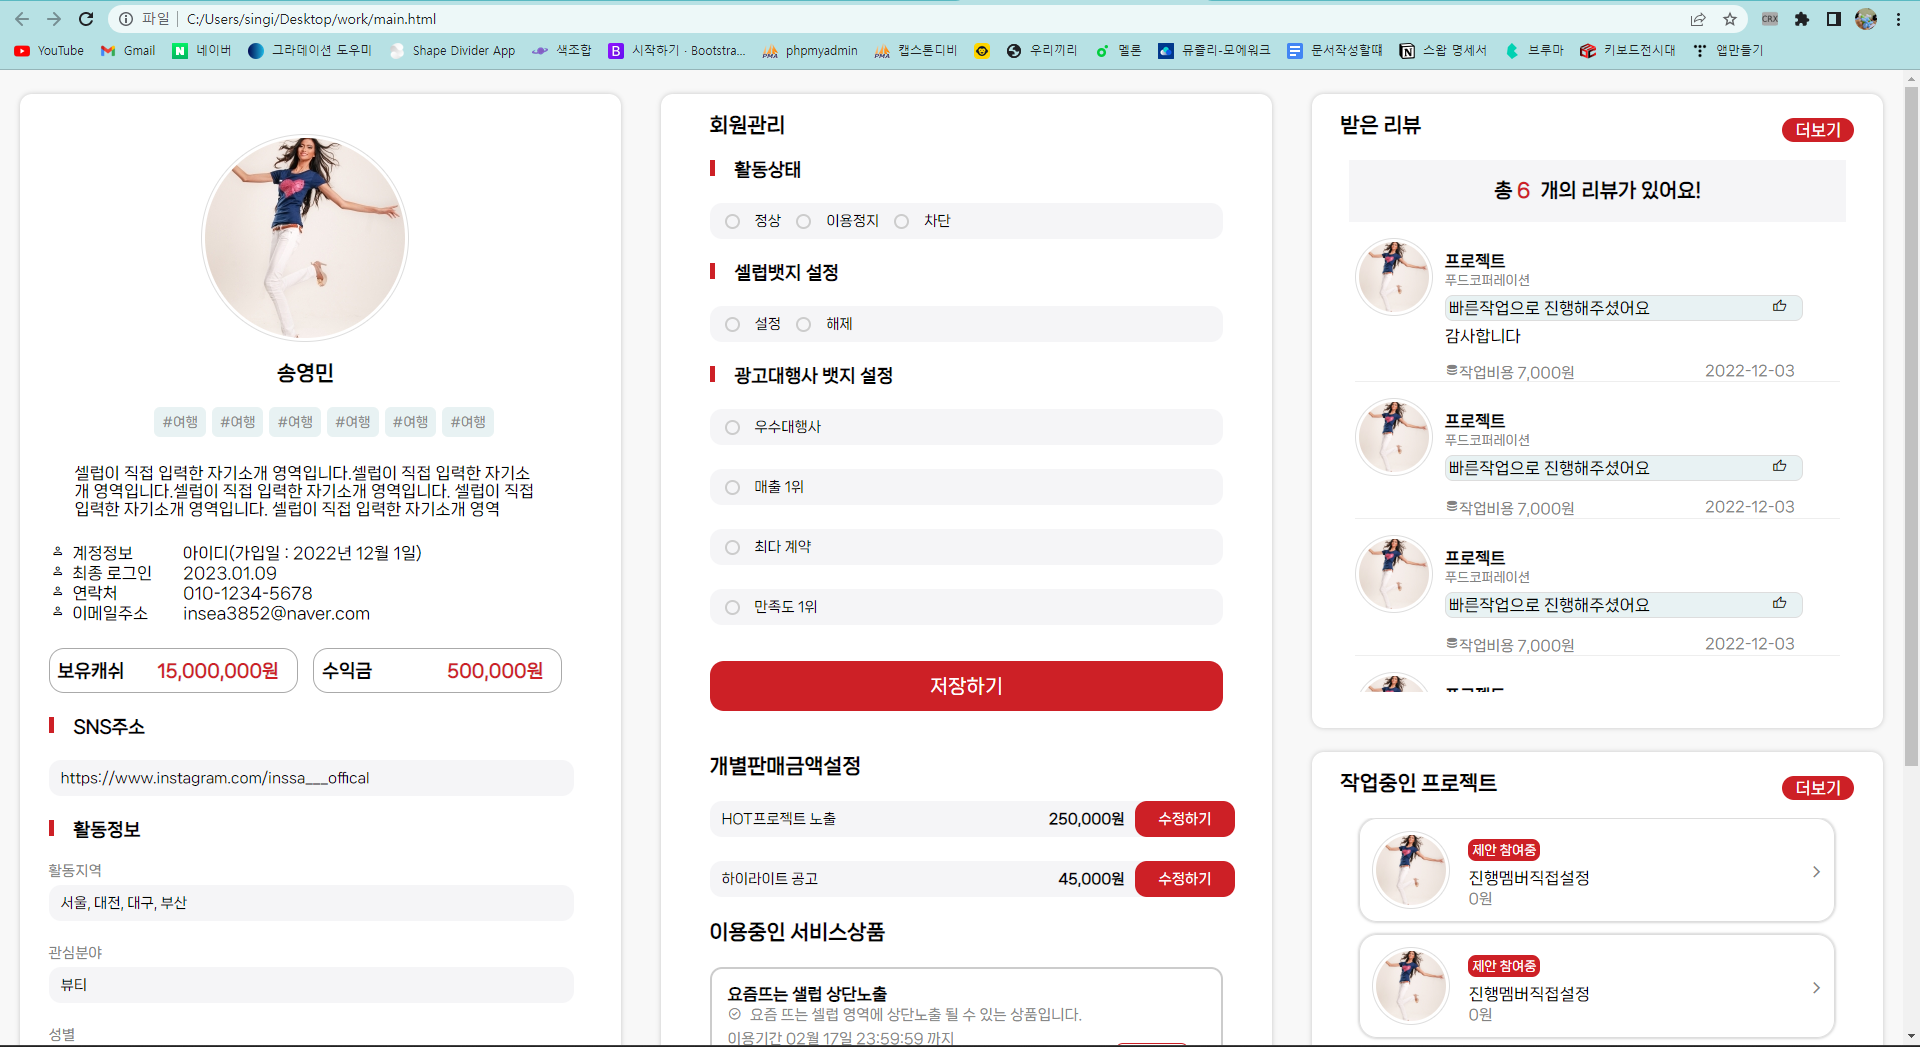 파일
C:/Users/singi/Desktop/work/main.html
CRX
YouTube
Gmail
네이버
그라데이션 도우미
Shape Divider App
색조합
시작하기 · Bootstra...
phpmyadmin
캡스톤디비
우리끼리
멜론
뮤즐리-모에워크
문서작성할때
스왑 명세서
브루마
키보드전시대
앱만들기
송영민
#여행 #여행 #여행 #여행 #여행 #여행
셀럽이 직접 입력한 자기소개 영역입니다.셀럽이 직접 입력한 자기소
개 영역입니다.셀럽이 직접 입력한 자기소개 영역입니다. 셀럽이 직접
입력한 자기소개 영역입니다. 셀럽이 직접 입력한 자기소개 영역
계정정보 아이디(가입일 : 2022년 12월 1일)
최종 로그인 2023.01.09
연락처 010-1234-5678
이메일주소 insea3852@naver.com
보유캐쉬 15,000,000원
수익금 500,000원
SNS주소
https://www.instagram.com/inssa___offical
활동정보
활동지역
서울, 대전, 대구, 부산
관심분야
뷰티
성별
회원관리
활동상태
정상 이용정지 차단
셀럽뱃지 설정
설정 해제
광고대행사 뱃지 설정
우수대행사
매출 1위
최다 계약
만족도 1위
저장하기
개별판매금액설정
HOT프로젝트 노출 250,000원 수정하기
하이라이트 공고 45,000원 수정하기
이용중인 서비스상품
요즘뜨는 샐럽 상단노출
요즘 뜨는 셀럽 영역에 상단노출 될 수 있는 상품입니다.
이용기간 02월 17일 23:59:59 까지
받은 리뷰
더보기
총 6 개의 리뷰가 있어요!
프로젝트
푸드코퍼레이션
빠른작업으로 진행해주셨어요
감사합니다
작업비용 7,000원 2022-12-03
프로젝트
푸드코퍼레이션
빠른작업으로 진행해주셨어요
작업비용 7,000원 2022-12-03
프로젝트
푸드코퍼레이션
빠른작업으로 진행해주셨어요
작업비용 7,000원 2022-12-03
작업중인 프로젝트
더보기
제안 참여중
진행멤버직접설정
0원
제안 참여중
진행멤버직접설정
0원